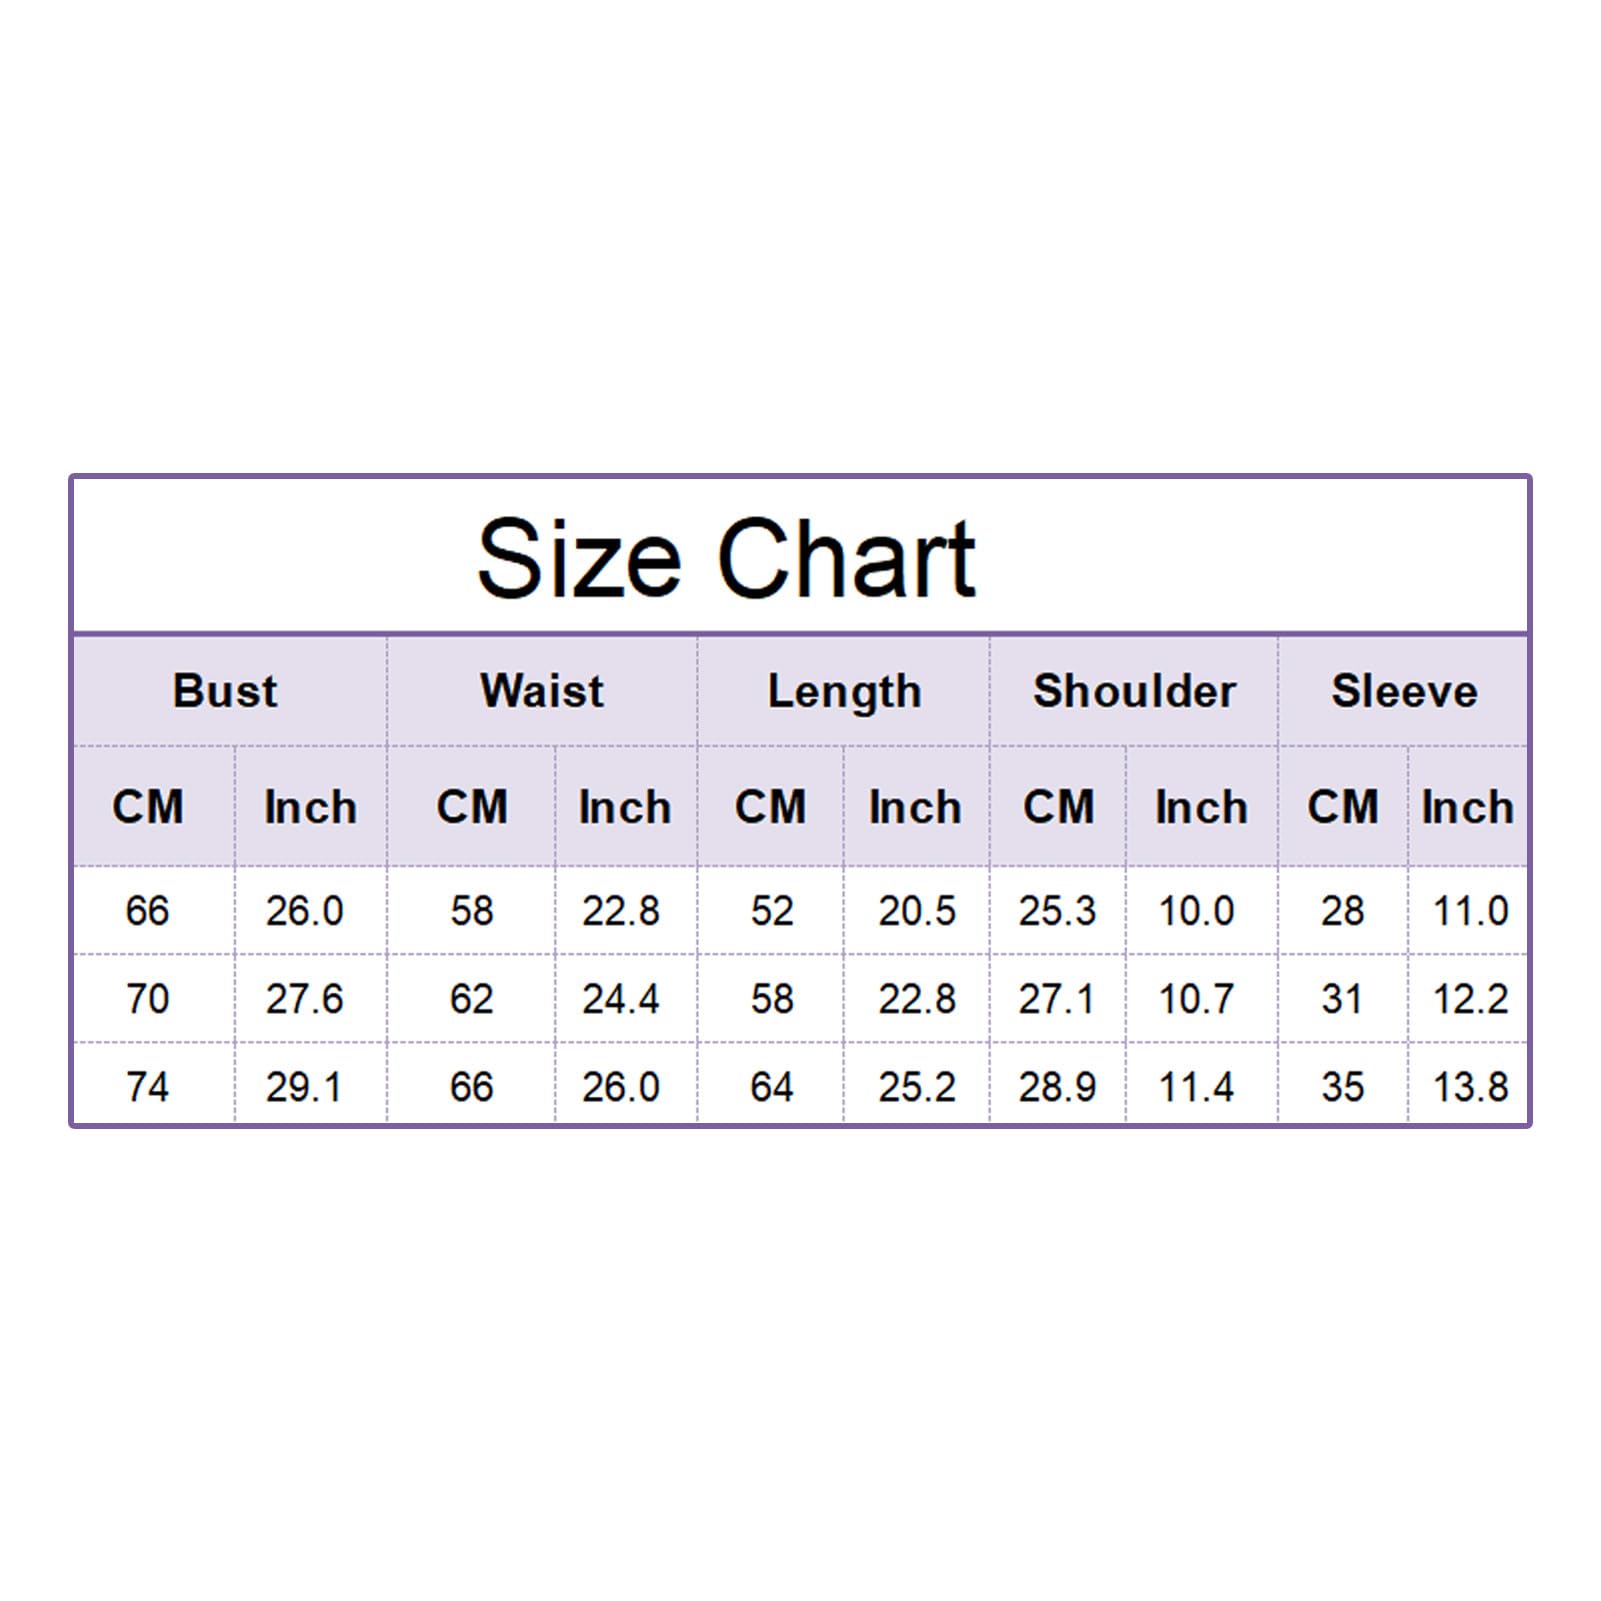 Size Chart
Bust Waist Length Shoulder Sleeve
CM Inch CM Inch CM Inch CM Inch CM Inch
66 26.0 58 22.8 52 20.5 25.3 10.0 28 11.0
70 27.6 62 24.4 58 22.8 27.1 10.7 31 12.2
74 29.1 66 26.0 64 25.2 28.9 11.4 35 13.8